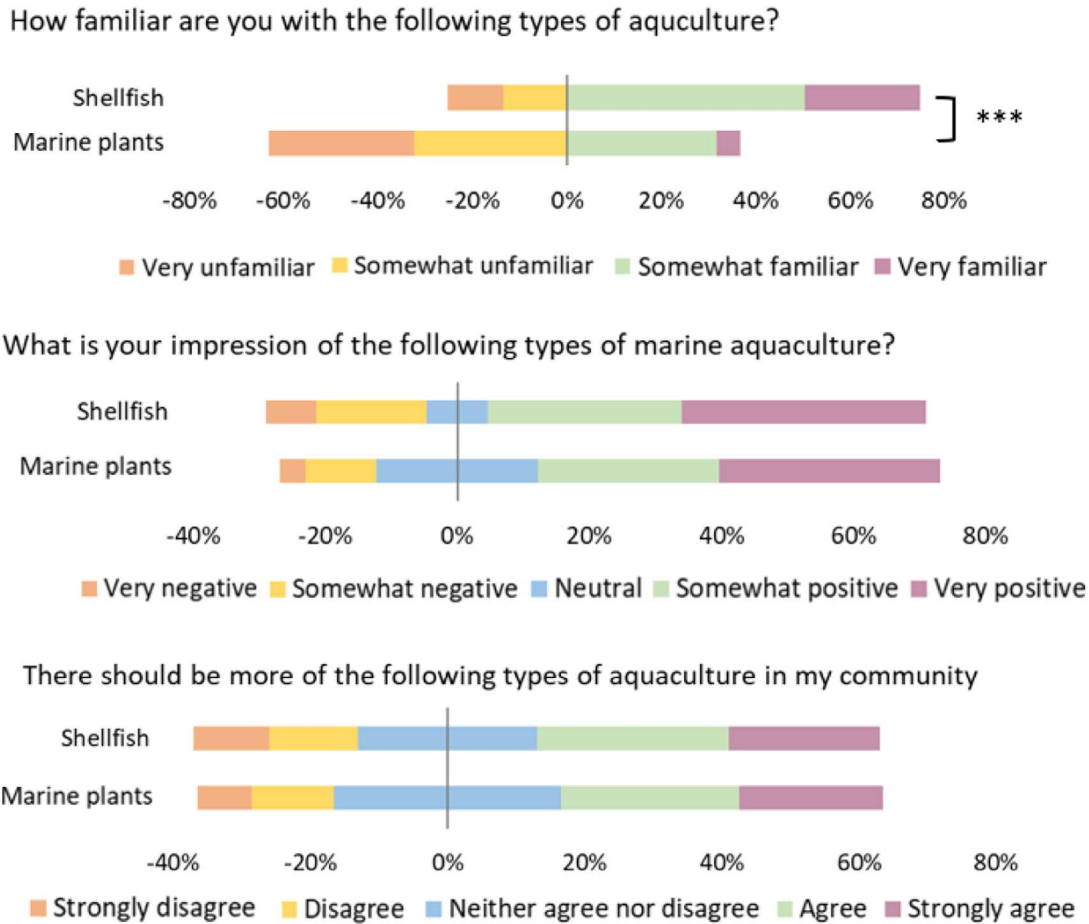 How familiar are you with the following types of aquculture?
Shellfish
***
Marine plants
-80% -60% -40% -20% 0% 20% 40% 60% 80%
Very unfamiliar Somewhat unfamiliar Somewhat familiar Very familiar
What is your impression of the following types of marine aquaculture?
Shellfish
Marine plants
-40% -20% 0% 20% 40% 60% 80%
Very negative Somewhat negative Neutral Somewhat positive Very positive
There should be more of the following types of aquaculture in my community
Shellfish
Marine plants
-40% -20% 0% 20% 40% 60% 80%
Strongly disagree Disagree Neither agree nor disagree Agree Strongly agree